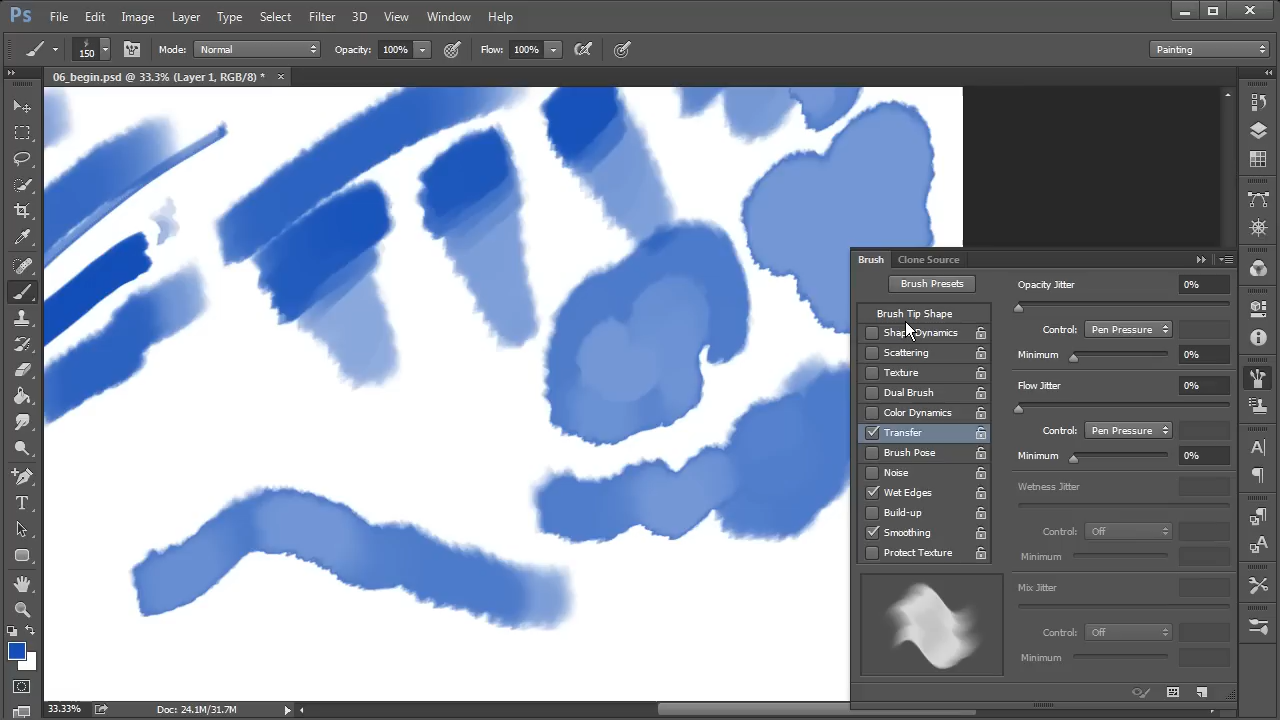 Ps File Edit Image Layer Type Select Filter 3D View Window Help
150 Mode: Normal Opacity: 100% Flow: 100% Painting
06_begin.psd @ 33.3% (Layer 1, RGB/8) *
Brush Clone Source
Brush Presets
Brush Tip Shape
Shape Dynamics
Scattering
Texture
Dual Brush
Color Dynamics
Transfer
Brush Pose
Noise
Wet Edges
Build-up
Smoothing
Protect Texture
Opacity Jitter 0%
Control: Pen Pressure
Minimum 0%
Flow Jitter 0%
Control: Pen Pressure
Minimum 0%
Wetness Jitter
Control: Off
Minimum
Mix Jitter
Control: Off
Minimum
33.33% Doc: 24.1M/31.7M